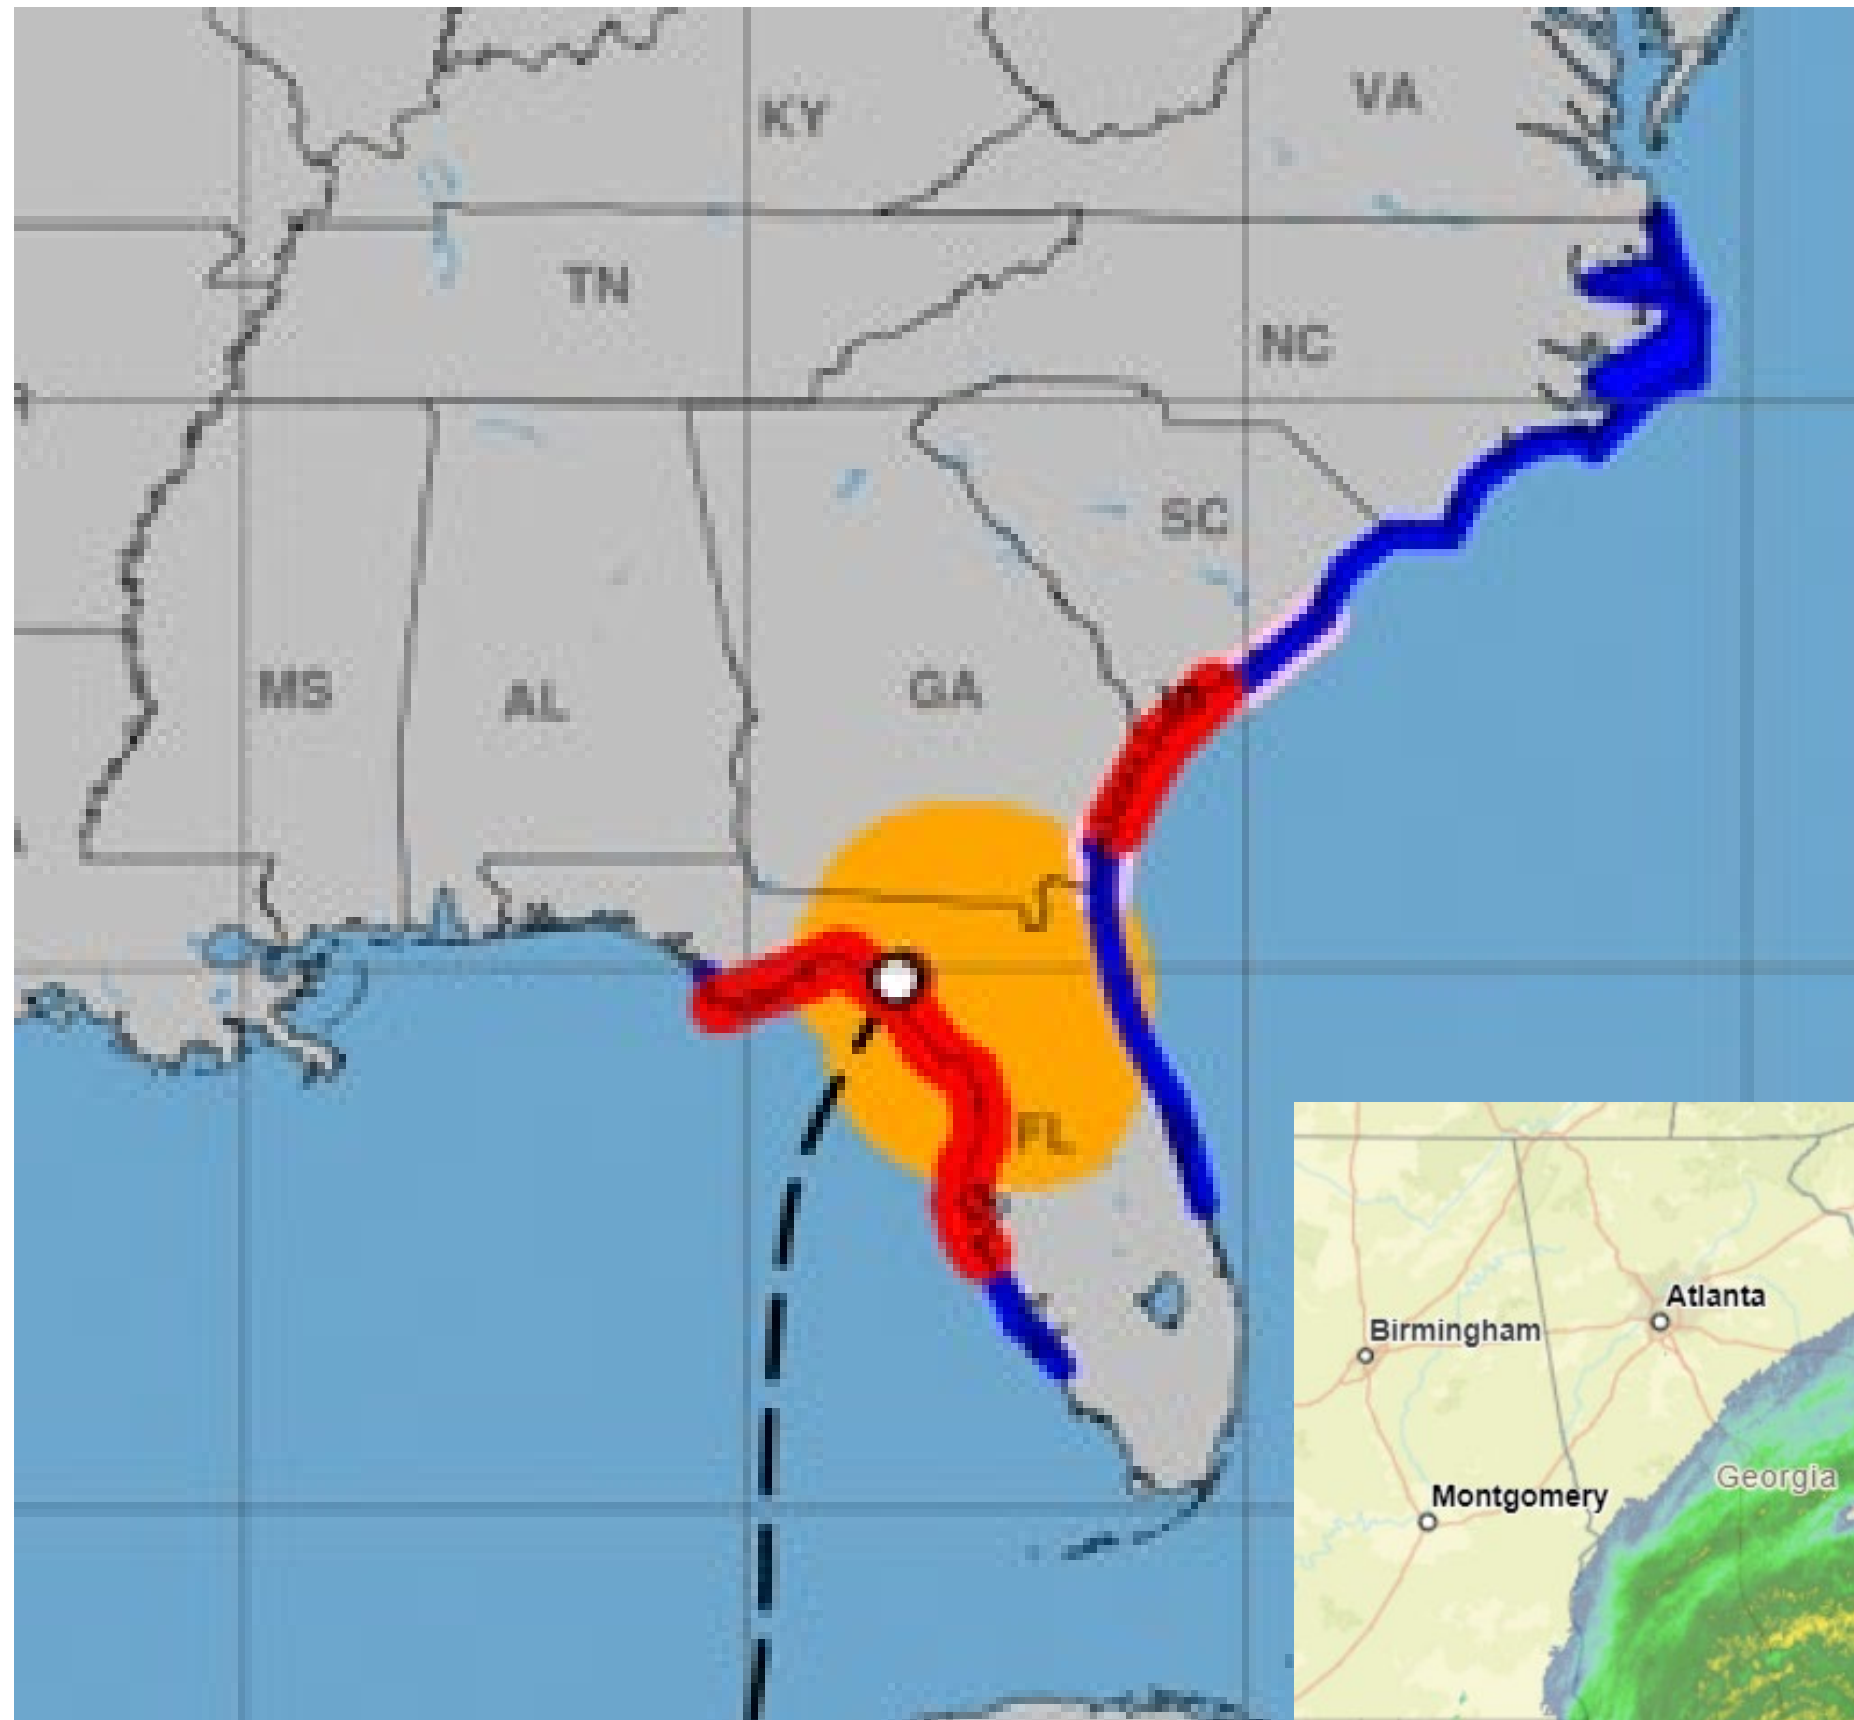 VA
KY
TN
NC
SC
MS
AL
GA
FL
Atlanta
Birmingham
Georgia
Montgomery